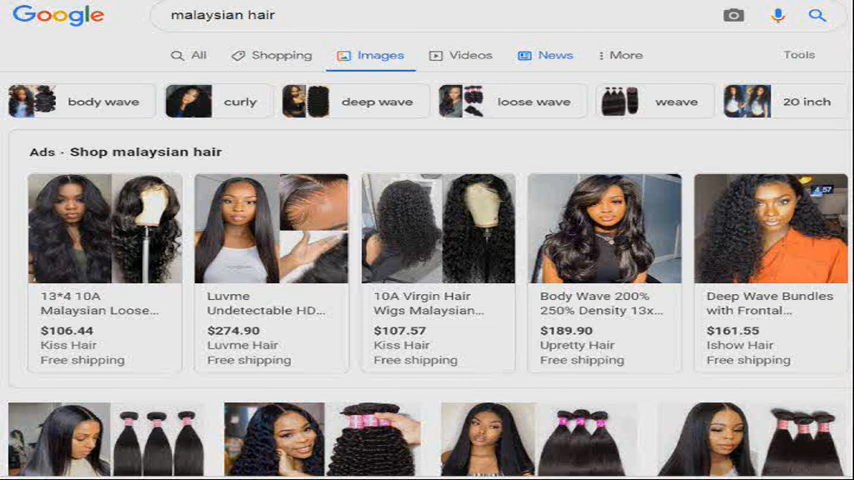 Google
malaysian hair
All Shopping Images Videos News More Tools
body wave curly deep wave loose wave weave 20 inch
Ads · Shop malaysian hair
13*4 10A
Malaysian Loose...
$106.44
Kiss Hair
Free shipping
Luvme
Undetectable HD...
$274.90
Luvme Hair
Free shipping
10A Virgin Hair
Wigs Malaysian...
$107.57
Kiss Hair
Free shipping
Body Wave 200%
250% Density 13x...
$189.90
Upretty Hair
Free shipping
Deep Wave Bundles
with Frontal...
$161.55
Ishow Hair
Free shipping